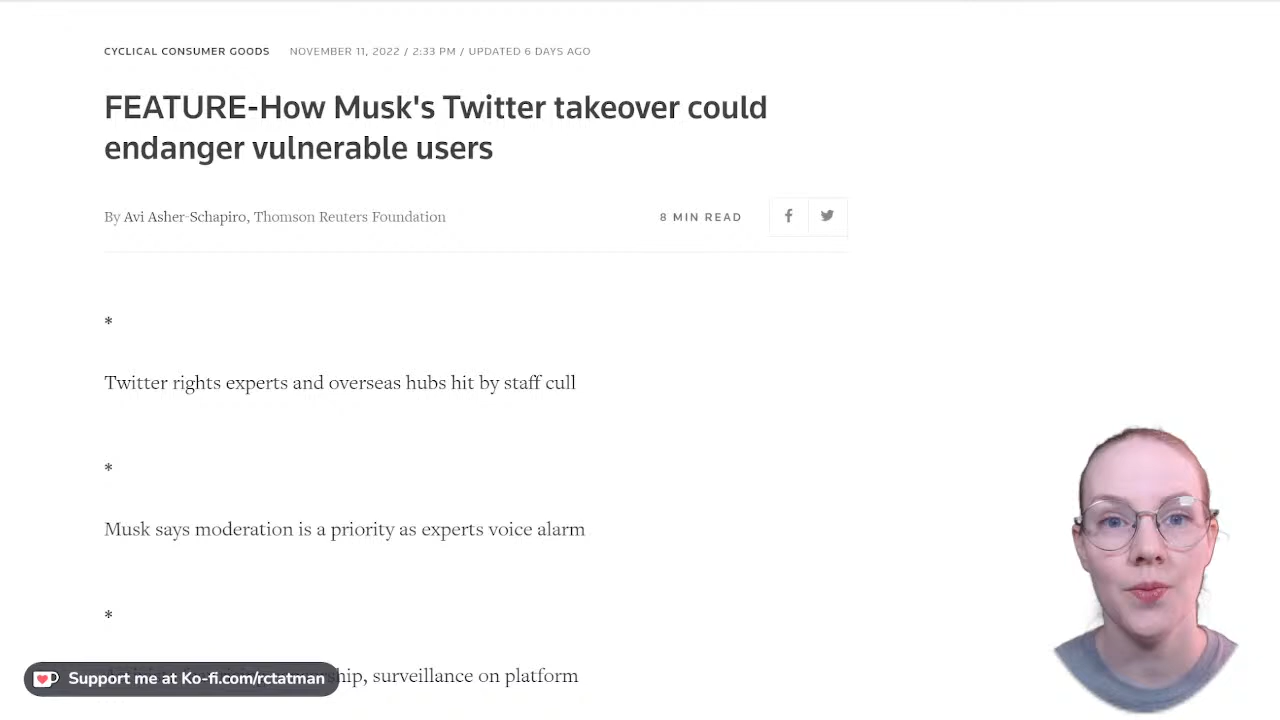 CYCLICAL CONSUMER GOODS NOVEMBER 11, 2022 / 2:33 PM / UPDATED 6 DAYS AGO
FEATURE-How Musk's Twitter takeover could
endanger vulnerable users
By Avi Asher-Schapiro, Thomson Reuters Foundation 8 MIN READ
*
Twitter rights experts and overseas hubs hit by staff cull
*
Musk says moderation is a priority as experts voice alarm
*
surveillance on platform
Support me at Ko-fi.com/rctatman